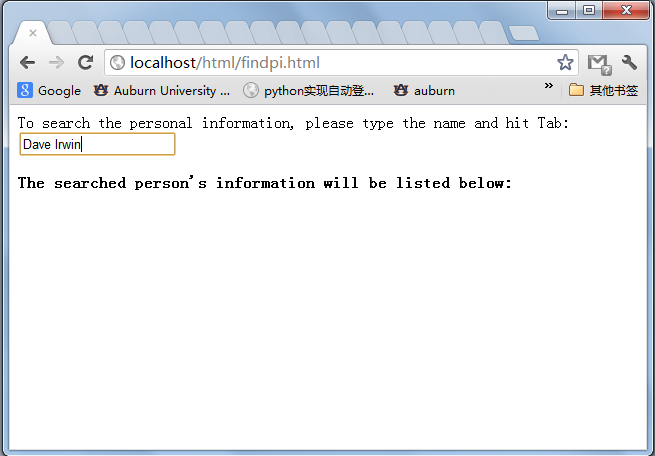 localhost/html/findpi.html
Google Auburn University ... python实现自动登... auburn » 其他书签
To search the personal information, please type the name and hit Tab:
Dave Irwin
The searched person's information will be listed below: